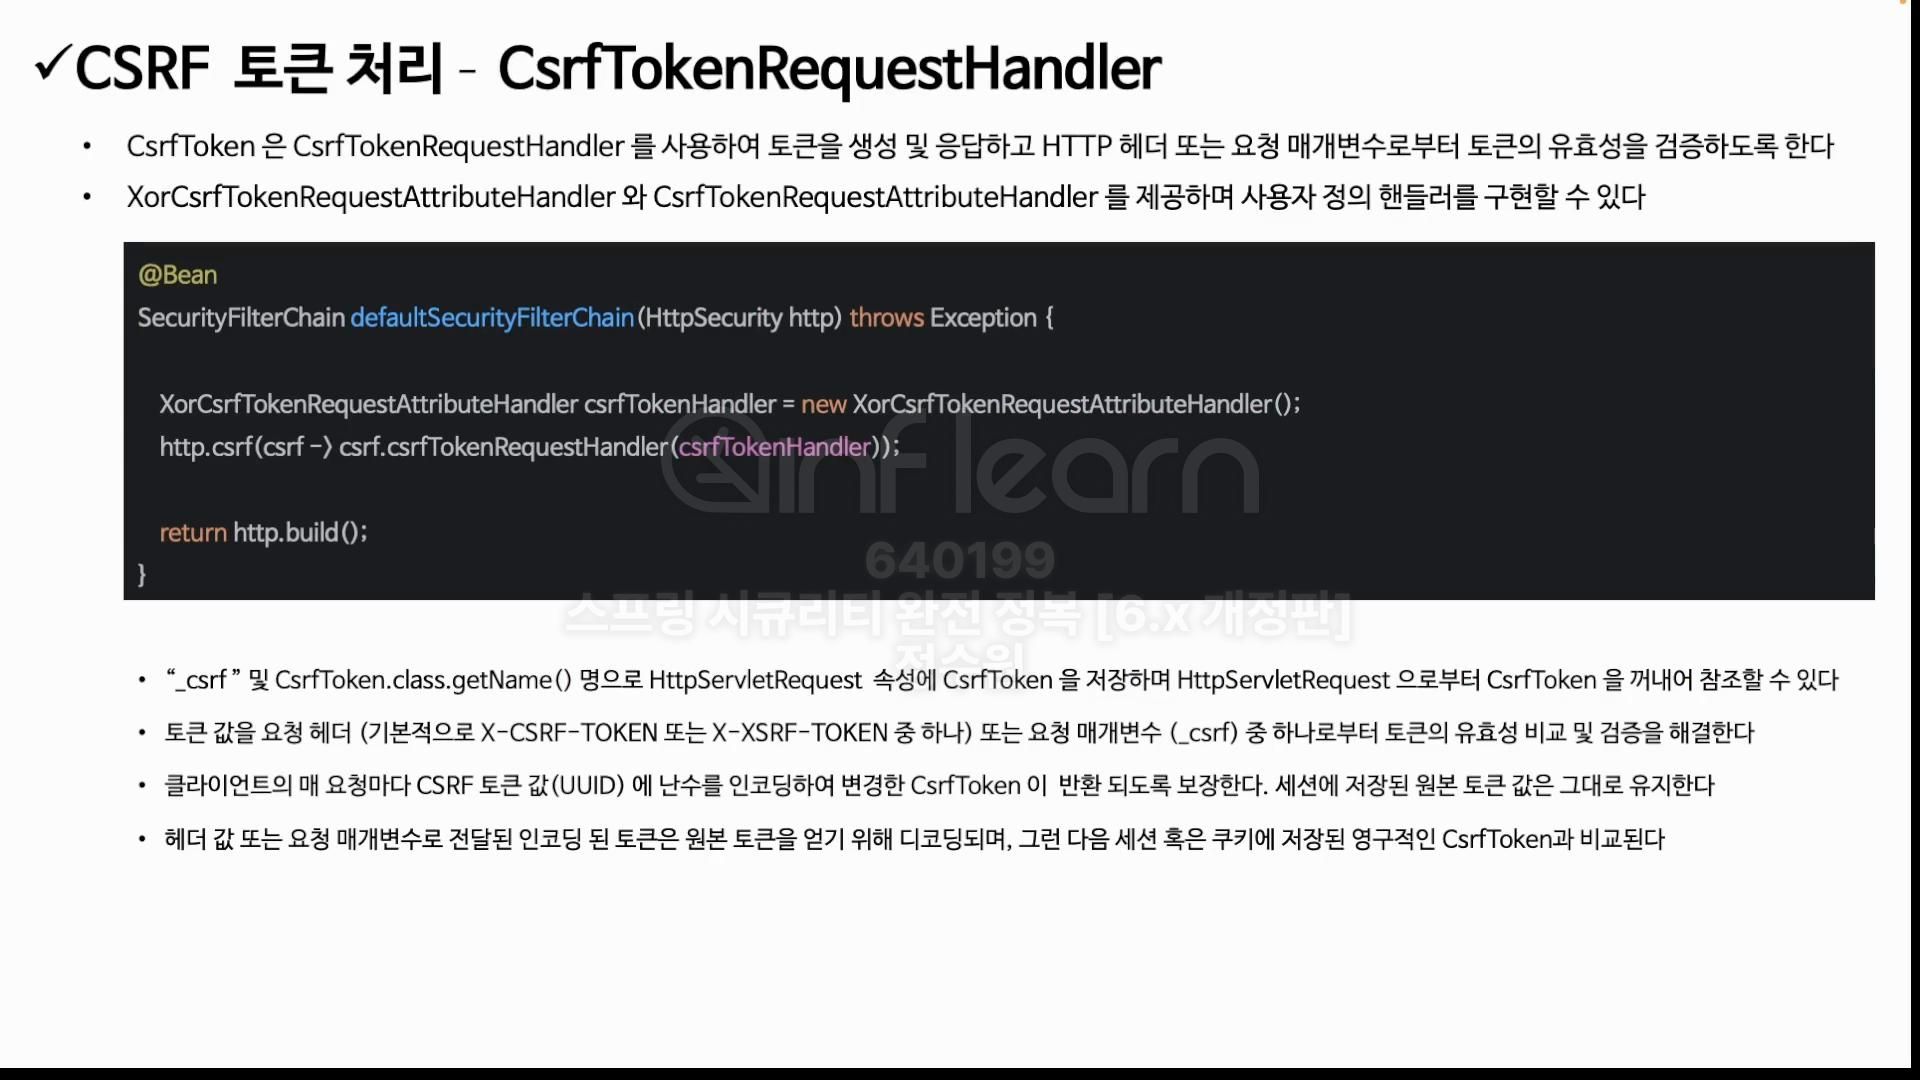 ✓CSRF 토큰 처리 - CsrfTokenRequestHandler
• CsrfToken 은 CsrfTokenRequestHandler 를 사용하여 토큰을 생성 및 응답하고 HTTP 헤더 또는 요청 매개변수로부터 토큰의 유효성을 검증하도록 한다
• XorCsrfTokenRequestAttributeHandler 와 CsrfTokenRequestAttributeHandler 를 제공하며 사용자 정의 핸들러를 구현할 수 있다
@Bean
SecurityFilterChain defaultSecurityFilterChain(HttpSecurity http) throws Exception {
XorCsrfTokenRequestAttributeHandler csrfTokenHandler = new XorCsrfTokenRequestAttributeHandler();
http.csrf(csrf -> csrf.csrfTokenRequestHandler(csrfTokenHandler));
return http.build();
}
inflearn
640199
스프링 시큐리티 완전 정복 [6.x 개정판]
정수원
• “_csrf ” 및 CsrfToken.class.getName() 명으로 HttpServletRequest 속성에 CsrfToken 을 저장하며 HttpServletRequest 으로부터 CsrfToken 을 꺼내어 참조할 수 있다
• 토큰 값을 요청 헤더 (기본적으로 X-CSRF-TOKEN 또는 X-XSRF-TOKEN 중 하나) 또는 요청 매개변수 (_csrf) 중 하나로부터 토큰의 유효성 비교 및 검증을 해결한다
• 클라이언트의 매 요청마다 CSRF 토큰 값(UUID) 에 난수를 인코딩하여 변경한 CsrfToken 이 반환 되도록 보장한다. 세션에 저장된 원본 토큰 값은 그대로 유지한다
• 헤더 값 또는 요청 매개변수로 전달된 인코딩 된 토큰은 원본 토큰을 얻기 위해 디코딩되며, 그런 다음 세션 혹은 쿠키에 저장된 영구적인 CsrfToken과 비교된다